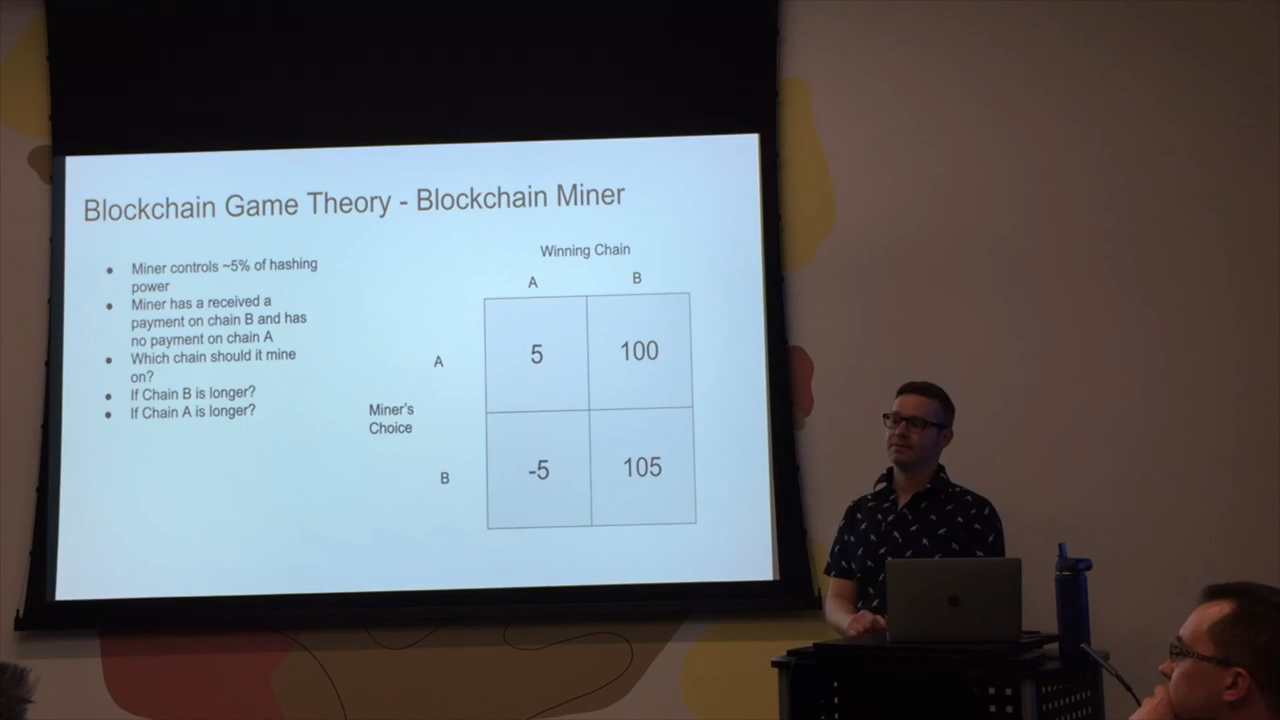 Blockchain Game Theory - Blockchain Miner
• Miner controls ~5% of hashing
power
• Miner has a received a
payment on chain B and has
no payment on chain A
• Which chain should it mine
on?
• If Chain B is longer?
• If Chain A is longer?
Winning Chain
A B
A 5 100
Miner's
Choice
B -5 105